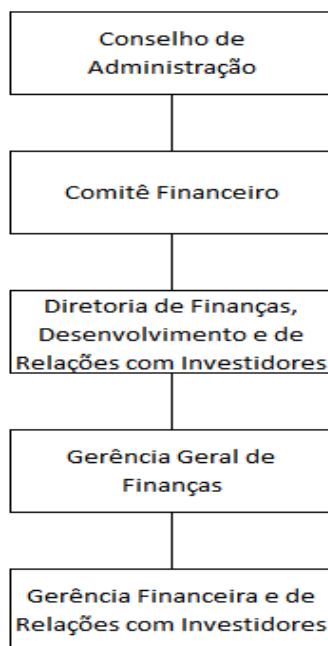 Conselho de
Administração
Comitê Financeiro
Diretoria de Finanças,
Desenvolvimento e de
Relações com Investidores
Gerência Geral de
Finanças
Gerência Financeira e de
Relações com Investidores